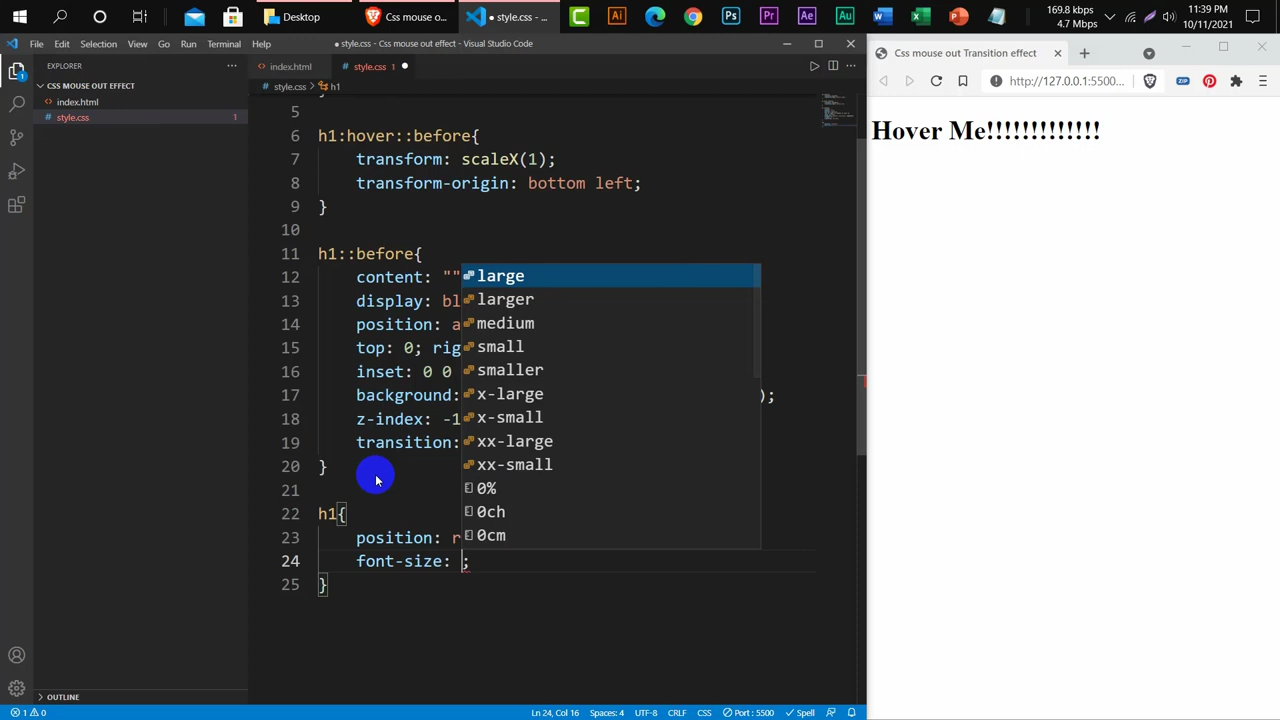 Desktop
Css mouse o...
● style.css - ...
169.8 kbps
4.7 Mbps
11:39 PM
10/11/2021
File Edit Selection View Go Run Terminal Help
● style.css - Css mouse out effect - Visual Studio Code
EXPLORER
CSS MOUSE OUT EFFECT
index.html
style.css 1
OUTLINE
index.html
style.css 1
style.css > h1
5
6 h1:hover::before{
7 transform: scaleX(1);
8 transform-origin: bottom left;
9 }
10
11 h1::before{
12 content: ""
13 display: bl
14 position: a
15 top: 0; rig
16 inset: 0 0
17 background: );
18 z-index: -1
19 transition:
20 }
21
22 h1{
23 position: r
24 font-size: ;
25 }
large
larger
medium
small
smaller
x-large
x-small
xx-large
xx-small
0%
0ch
0cm
1 0
Ln 24, Col 16 Spaces: 4 UTF-8 CRLF CSS Port : 5500 Spell
Css mouse out Transition effect
http://127.0.0.1:5500...
Hover Me!!!!!!!!!!!!!